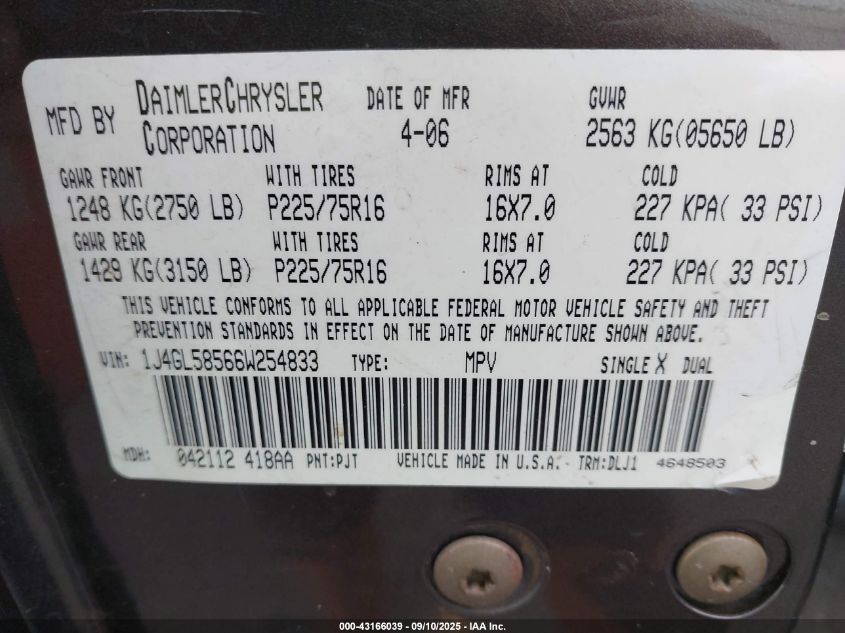 MFD BY DAIMLERCHRYSLER CORPORATION DATE OF MFR 4-06 GVWR 2563 KG(05650 LB)
GAWR FRONT WITH TIRES RIMS AT COLD
1248 KG(2750 LB) P225/75R16 16X7.0 227 KPA( 33 PSI)
GAWR REAR WITH TIRES RIMS AT COLD
1429 KG(3150 LB) P225/75R16 16X7.0 227 KPA( 33 PSI)
THIS VEHICLE CONFORMS TO ALL APPLICABLE FEDERAL MOTOR VEHICLE SAFETY AND THEFT
PREVENTION STANDARDS IN EFFECT ON THE DATE OF MANUFACTURE SHOWN ABOVE.
VIN: 1J4GL58566W254833 TYPE: MPV SINGLE X DUAL
MDH: 042112 418AA PNT:PJT VEHICLE MADE IN U.S.A. TRM:DLJ1 4648503
000-43166039 - 09/10/2025 - IAA Inc.